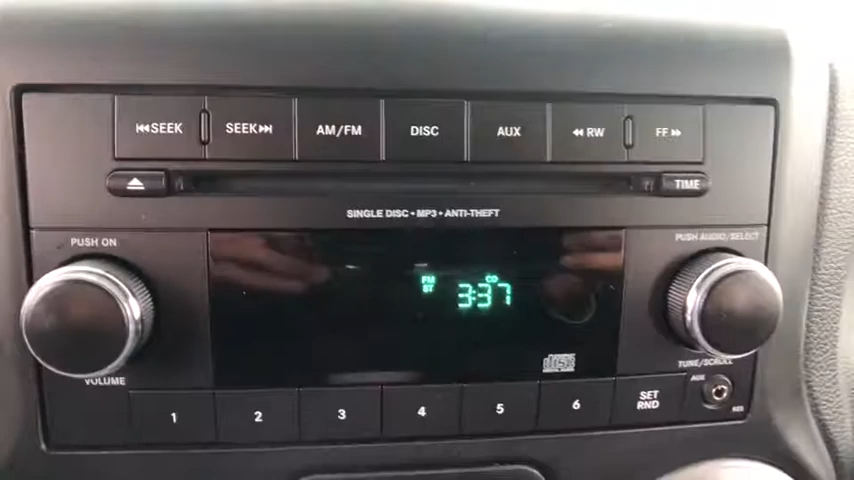 SEEK
SEEK
AM/FM
DISC
AUX
RW
FF
TIME
SINGLE DISC • MP3 • ANTI-THEFT
PUSH ON
PUSH AUDIO/SELECT
FM
ST
CD
3:37
disc
VOLUME
TUNE/SCROLL
1
2
3
4
5
6
SET
RND
AUX